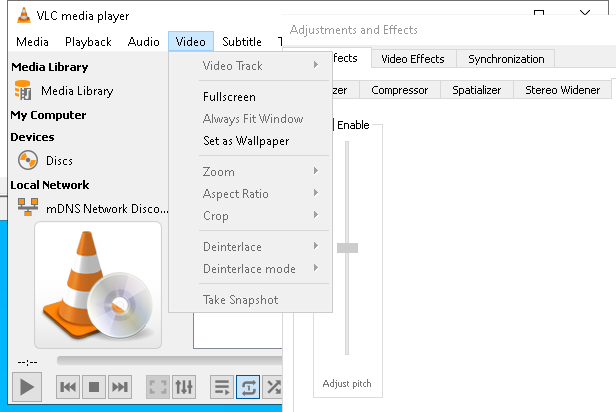 VLC media player
Media Playback Audio Video Subtitle
Adjustments and Effects
Video Effects Synchronization
Compressor Spatializer Stereo Widener
Enable
Adjust pitch
Media Library
Media Library
My Computer
Devices
Discs
Local Network
mDNS Network Disco...
Video Track
Fullscreen
Always Fit Window
Set as Wallpaper
Zoom
Aspect Ratio
Crop
Deinterlace
Deinterlace mode
Take Snapshot
--:--